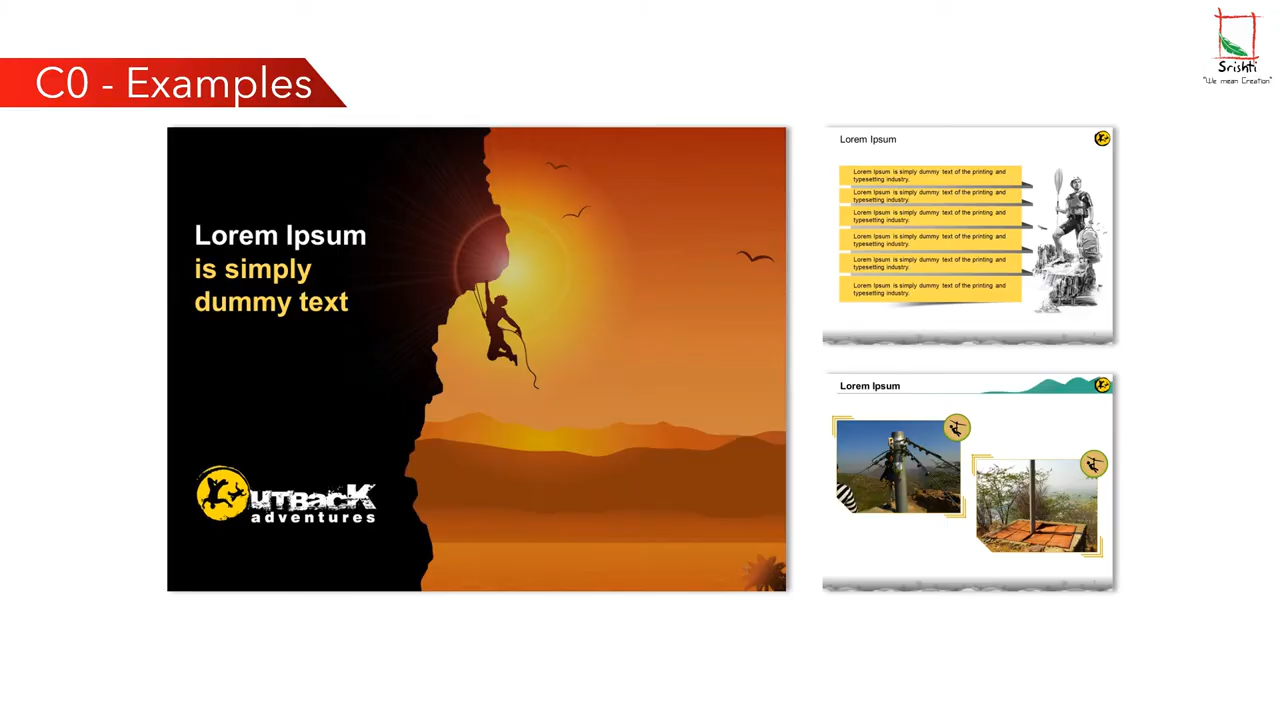 C0 - Examples
Srishti
"We mean Creation"
Lorem Ipsum
is simply
dummy text
OUTBACK
adventures
Lorem Ipsum
Lorem Ipsum is simply dummy text of the printing and
typesetting industry.
Lorem Ipsum is simply dummy text of the printing and
typesetting industry.
Lorem Ipsum is simply dummy text of the printing and
typesetting industry.
Lorem Ipsum is simply dummy text of the printing and
typesetting industry.
Lorem Ipsum is simply dummy text of the printing and
typesetting industry.
Lorem Ipsum is simply dummy text of the printing and
typesetting industry.
Lorem Ipsum